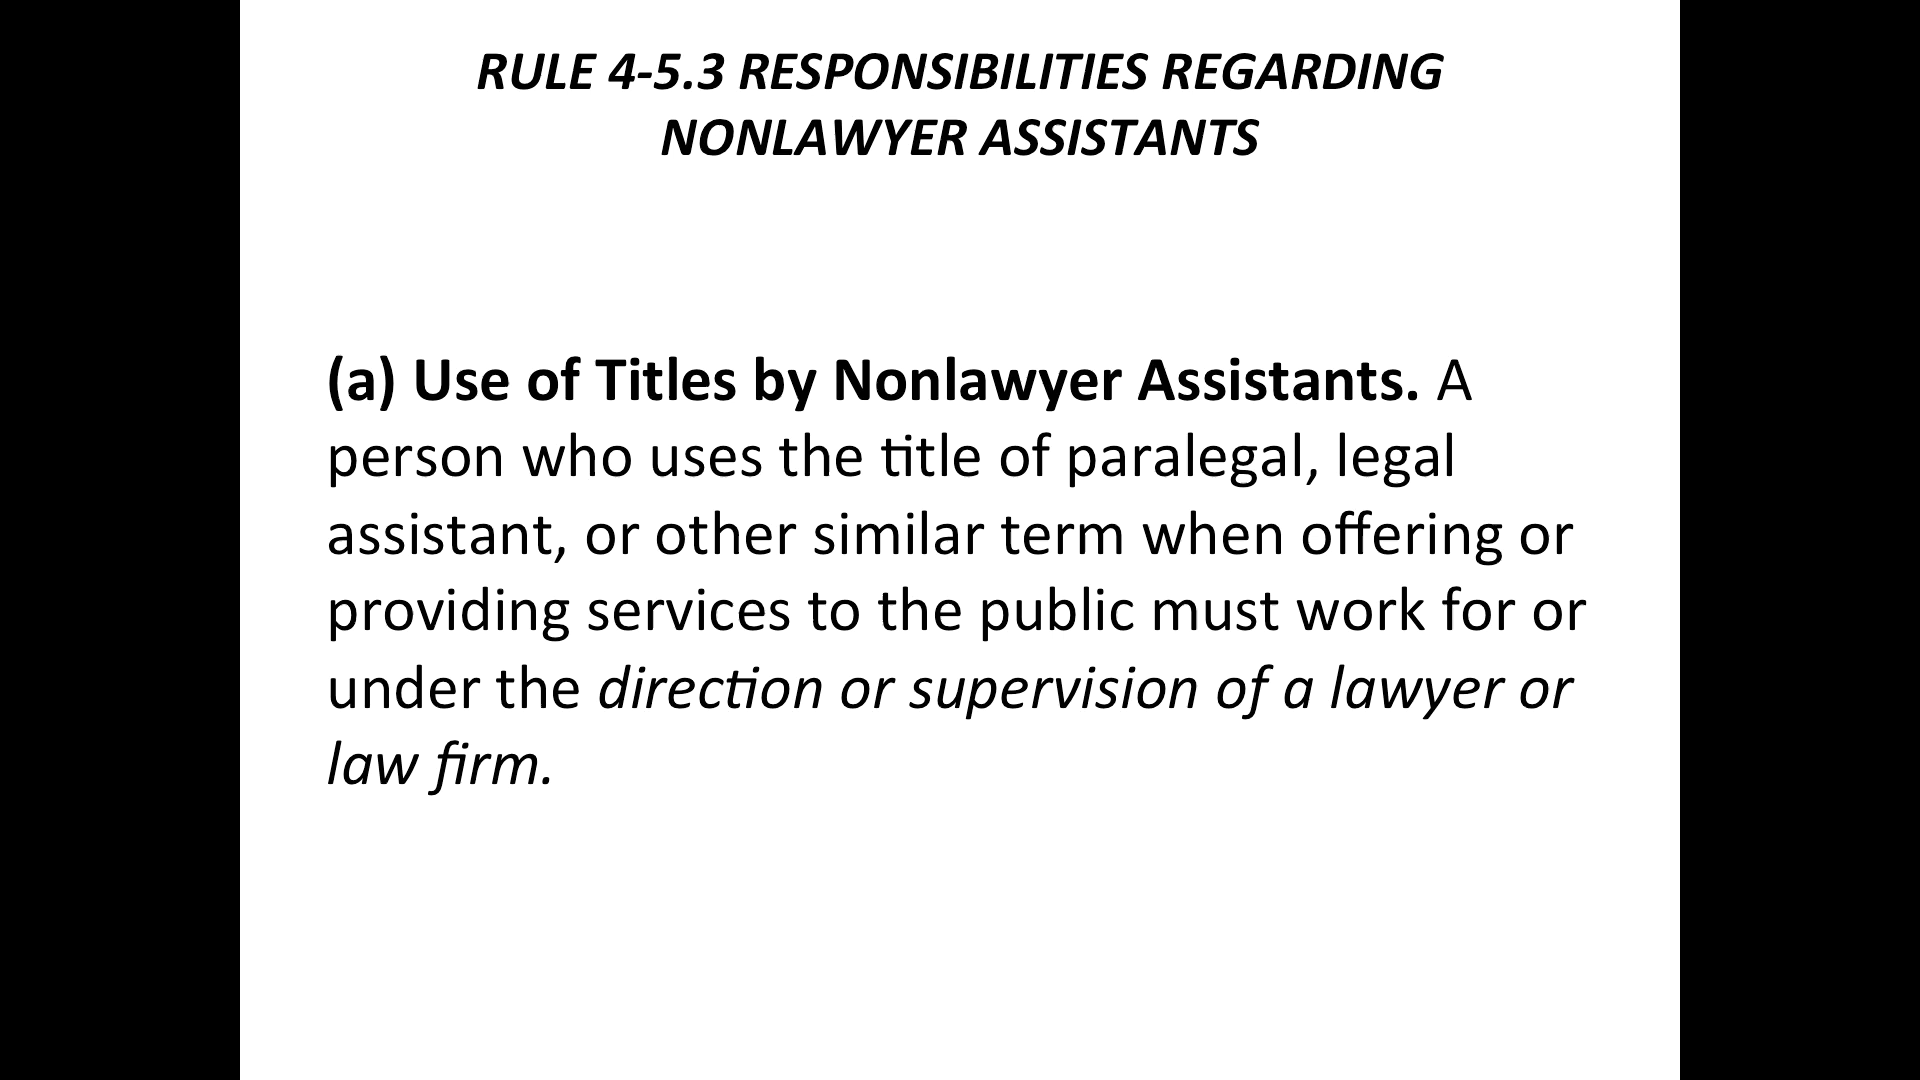 RULE 4-5.3 RESPONSIBILITIES REGARDING
NONLAWYER ASSISTANTS
(a) Use of Titles by Nonlawyer Assistants. A
person who uses the title of paralegal, legal
assistant, or other similar term when offering or
providing services to the public must work for or
under the direction or supervision of a lawyer or
law firm.